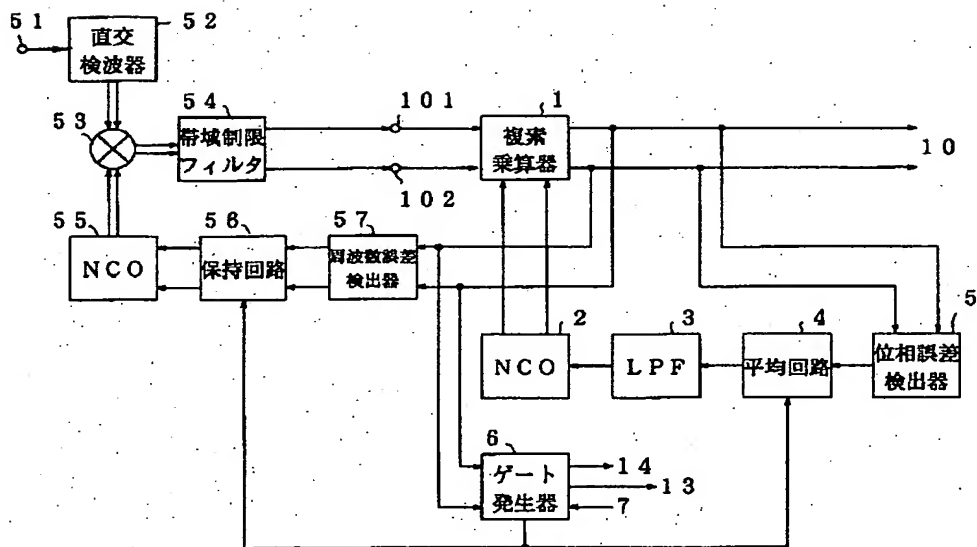 51
52
直交
検波器
53
54
帯域制限
フィルタ
101
102
1
複素
乗算器
10
55
NCO
56
保持回路
57
周波数誤差
検出器
2
NCO
3
LPF
4
平均回路
5
位相誤差
検出器
6
ゲート
発生器
14
13
7